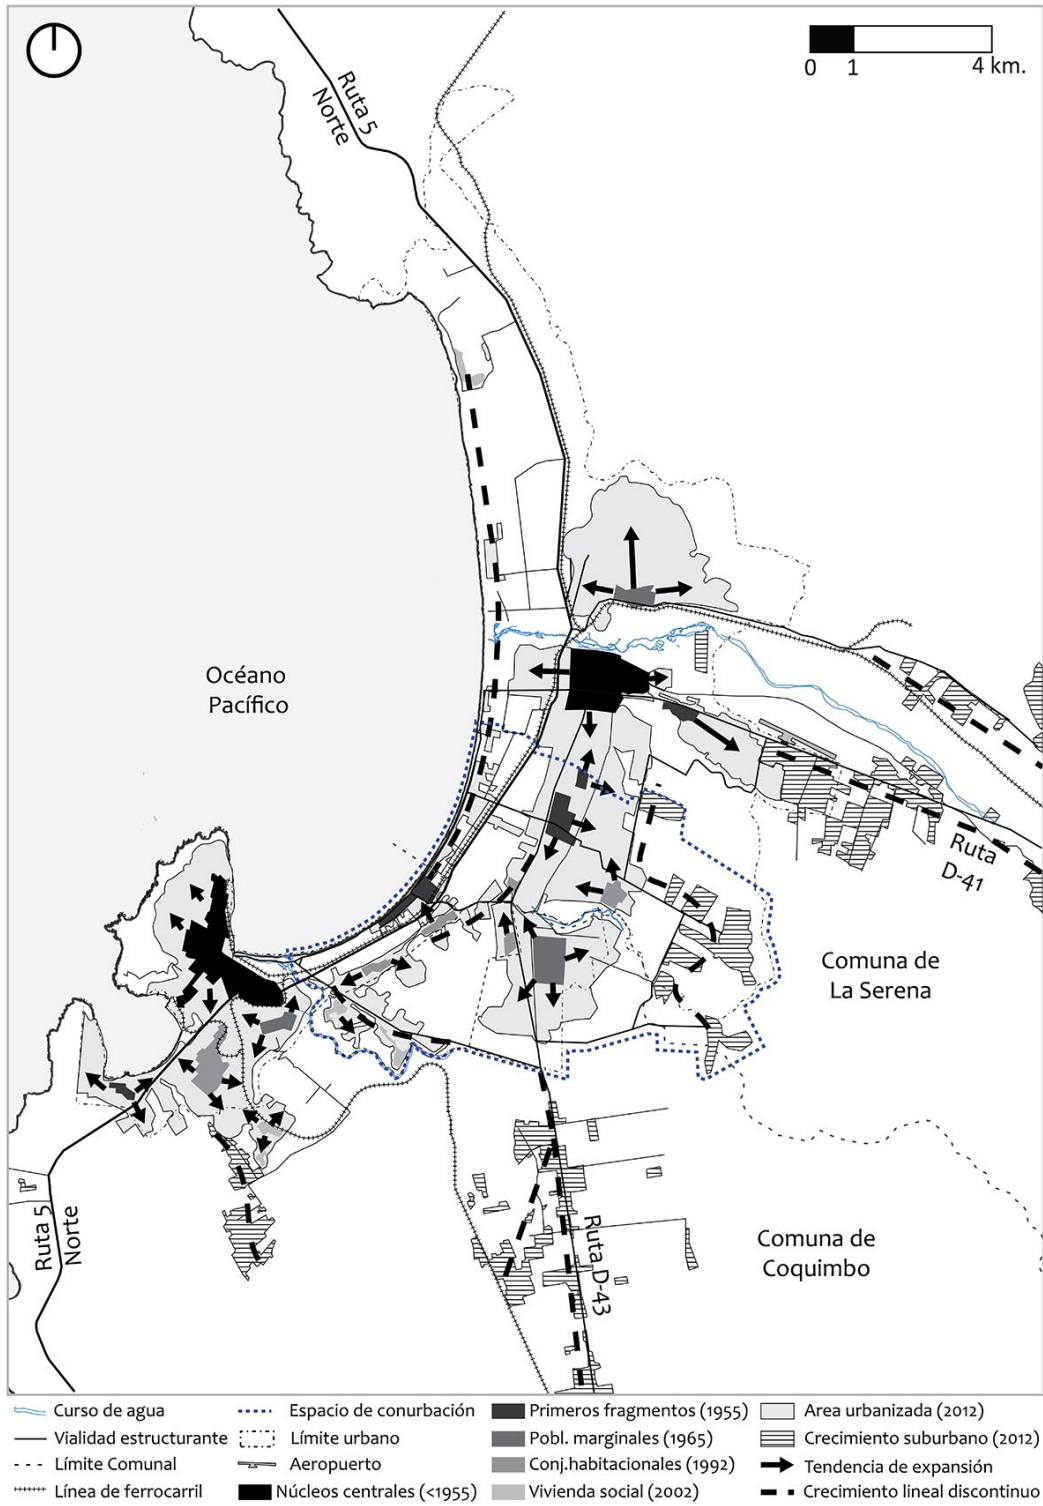 0 1 4 km.
Ruta 5
Norte
Océano
Pacífico
Ruta
D-41
Comuna de
La Serena
Ruta 5
Norte
Ruta D-43
Comuna de
Coquimbo
Curso de agua
Vialidad estructurante
Límite Comunal
Línea de ferrocarril
Espacio de conurbación
Límite urbano
Aeropuerto
Núcleos centrales (<1955)
Primeros fragmentos (1955)
Pobl. marginales (1965)
Conj.habitacionales (1992)
Vivienda social (2002)
Area urbanizada (2012)
Crecimiento suburbano (2012)
Tendencia de expansión
Crecimiento lineal discontinuo